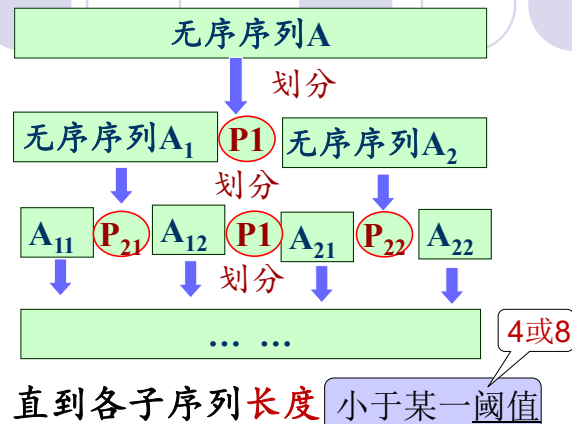 无序序列A
划分
无序序列A₁ P1 无序序列A₂
划分
A₁₁ P₂₁ A₁₂ P1 A₂₁ P₂₂ A₂₂
划分
... ...
4或8
直到各子序列长度 小于某一阈值